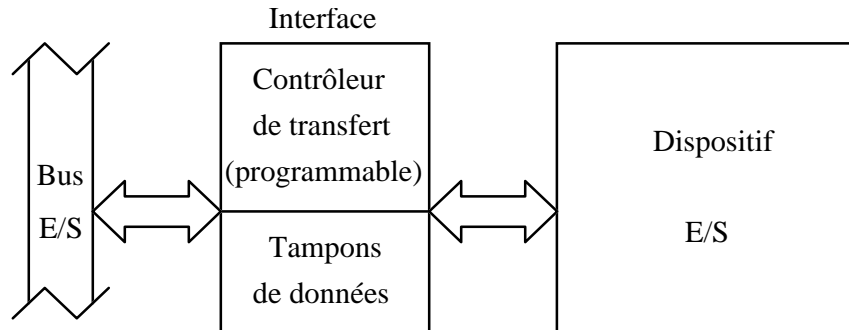 Interface
Contrôleur
de transfert
(programmable)
Bus
E/S
Tampons
de données
Dispositif
E/S